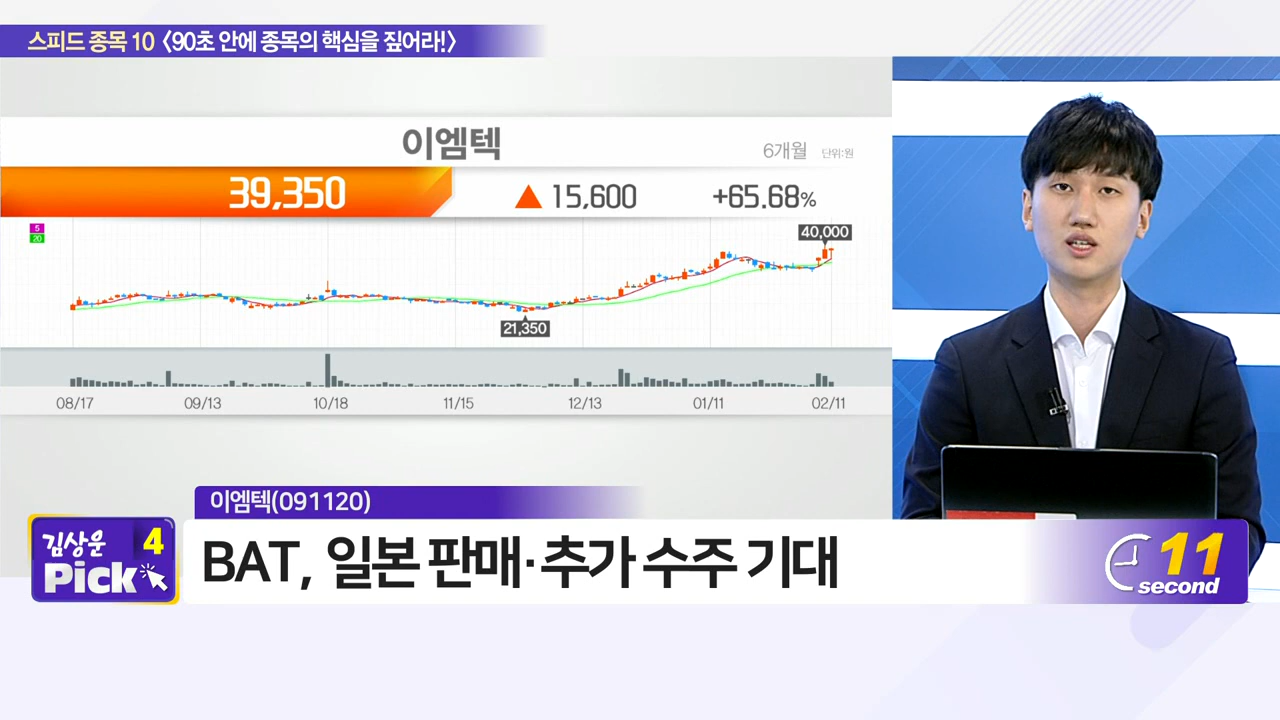 스피드 종목 10 〈90초 안에 종목의 핵심을 짚어라!〉
이엠텍
6개월 단위:원
39,350 ▲ 15,600 +65.68%
5
20
40,000
21,350
08/17 09/13 10/18 11/15 12/13 01/11 02/11
이엠텍(091120)
김상운 4
Pick
BAT, 일본 판매·추가 수주 기대
11
second